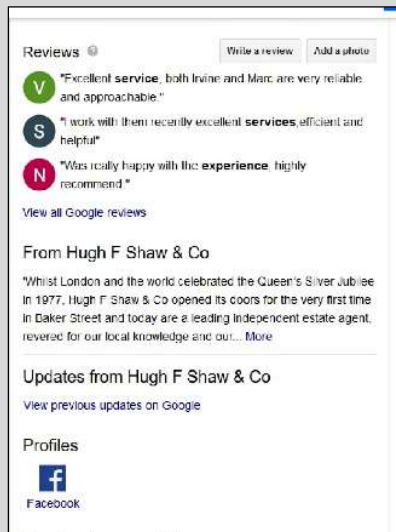 Reviews
Write a review
Add a photo
V
"Excellent service, both Irvine and Marc are very reliable
and approachable."
S
"I work with them recently excellent services,efficient and
helpful"
N
"Was really happy with the experience, highly
recommend."
View all Google reviews
From Hugh F Shaw & Co
"Whilst London and the world celebrated the Queen's Silver Jubilee
in 1977, Hugh F Shaw & Co opened its doors for the very first time
in Baker Street and today are a leading independent estate agent,
revered for our local knowledge and our... More
Updates from Hugh F Shaw & Co
View previous updates on Google
Profiles
Facebook